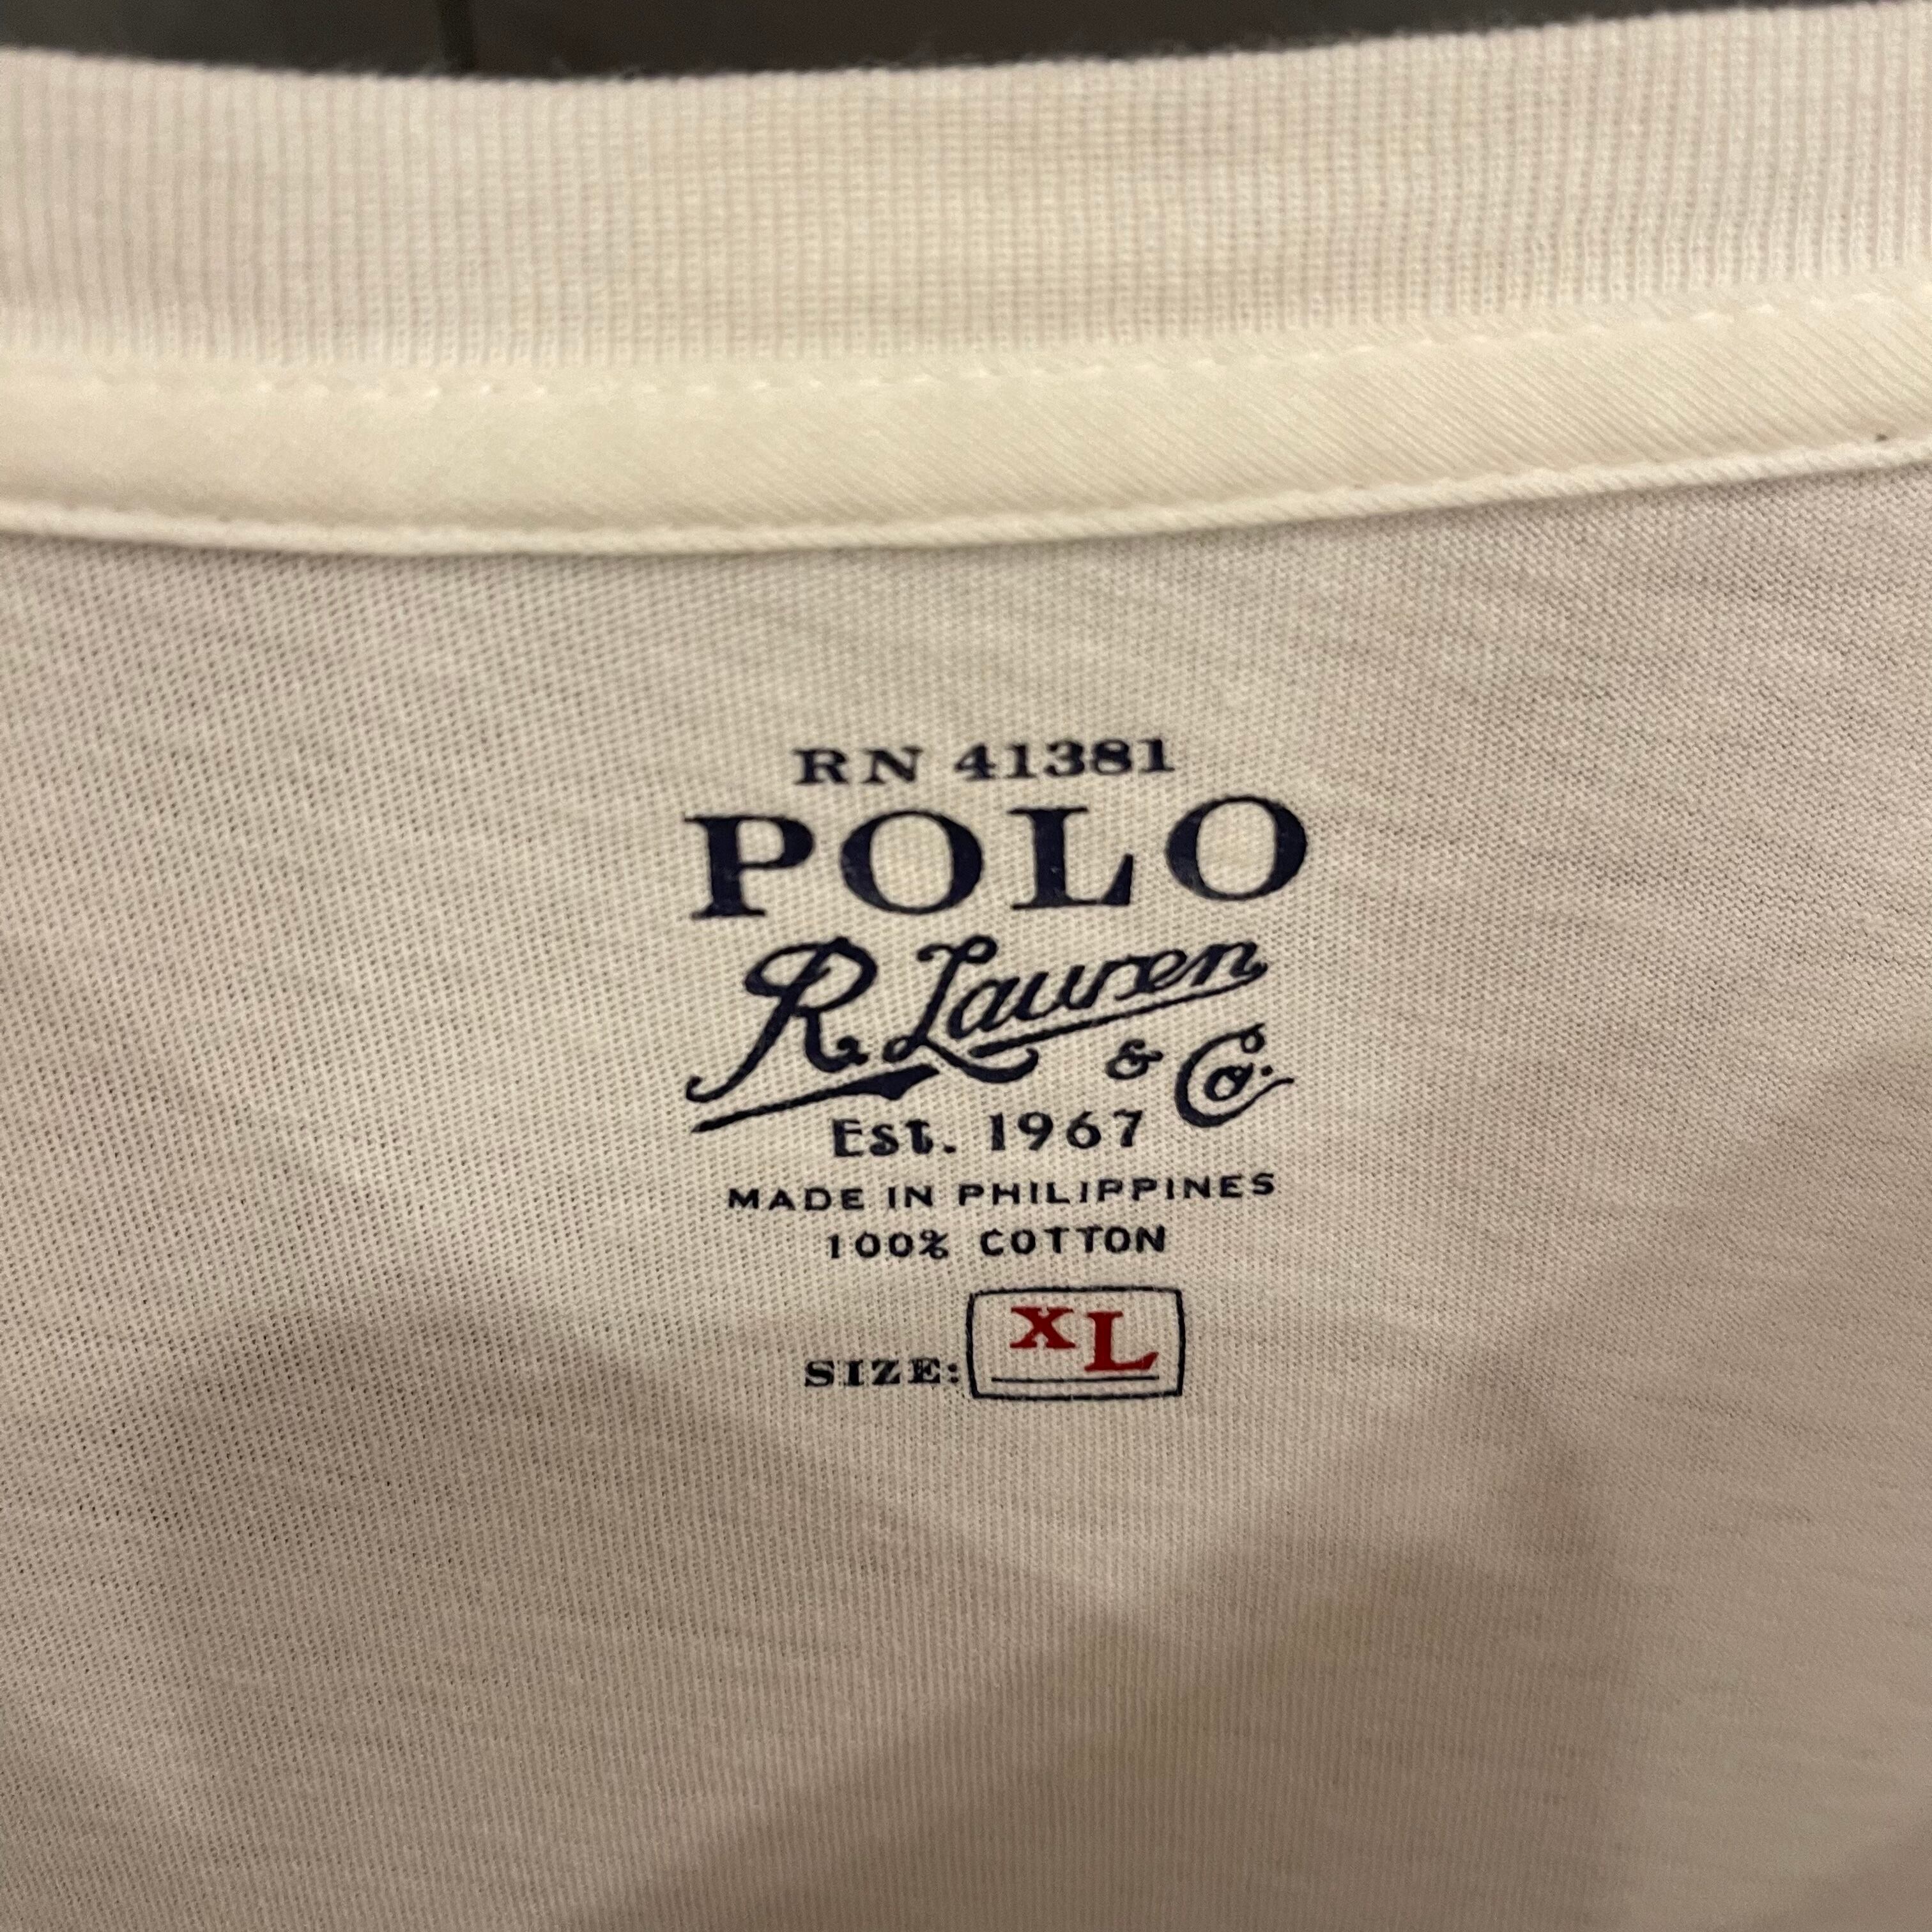 RN 41381
POLO
R. Lauren
& Co.
Est. 1967
MADE IN PHILIPPINES
100% COTTON
SIZE: XL